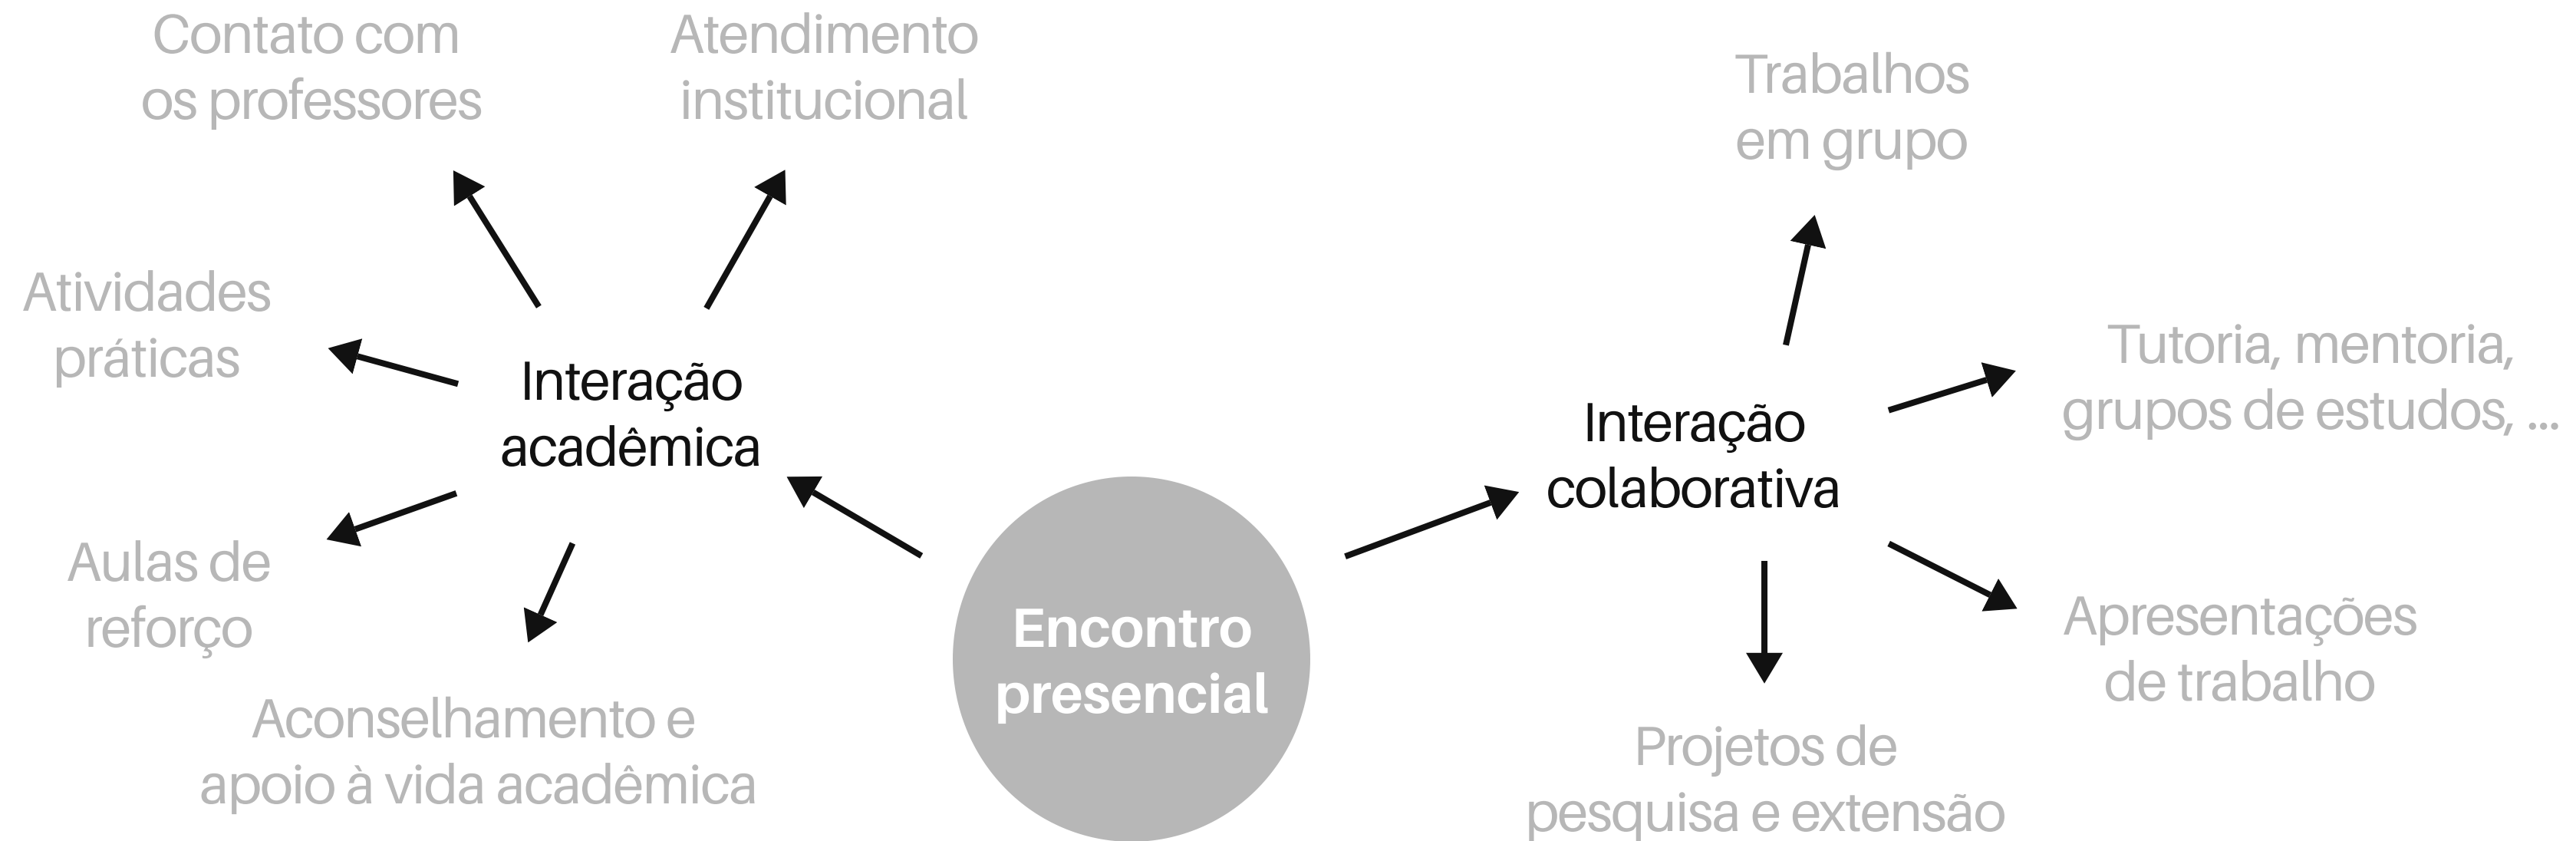 Contato com
os professores
Atendimento
institucional
Atividades
práticas
Interação
acadêmica
Aulas de
reforço
Aconselhamento e
apoio à vida acadêmica
Encontro
presencial
Trabalhos
em grupo
Interação
colaborativa
Tutoria, mentoria,
grupos de estudos, ...
Apresentações
de trabalho
Projetos de
pesquisa e extensão